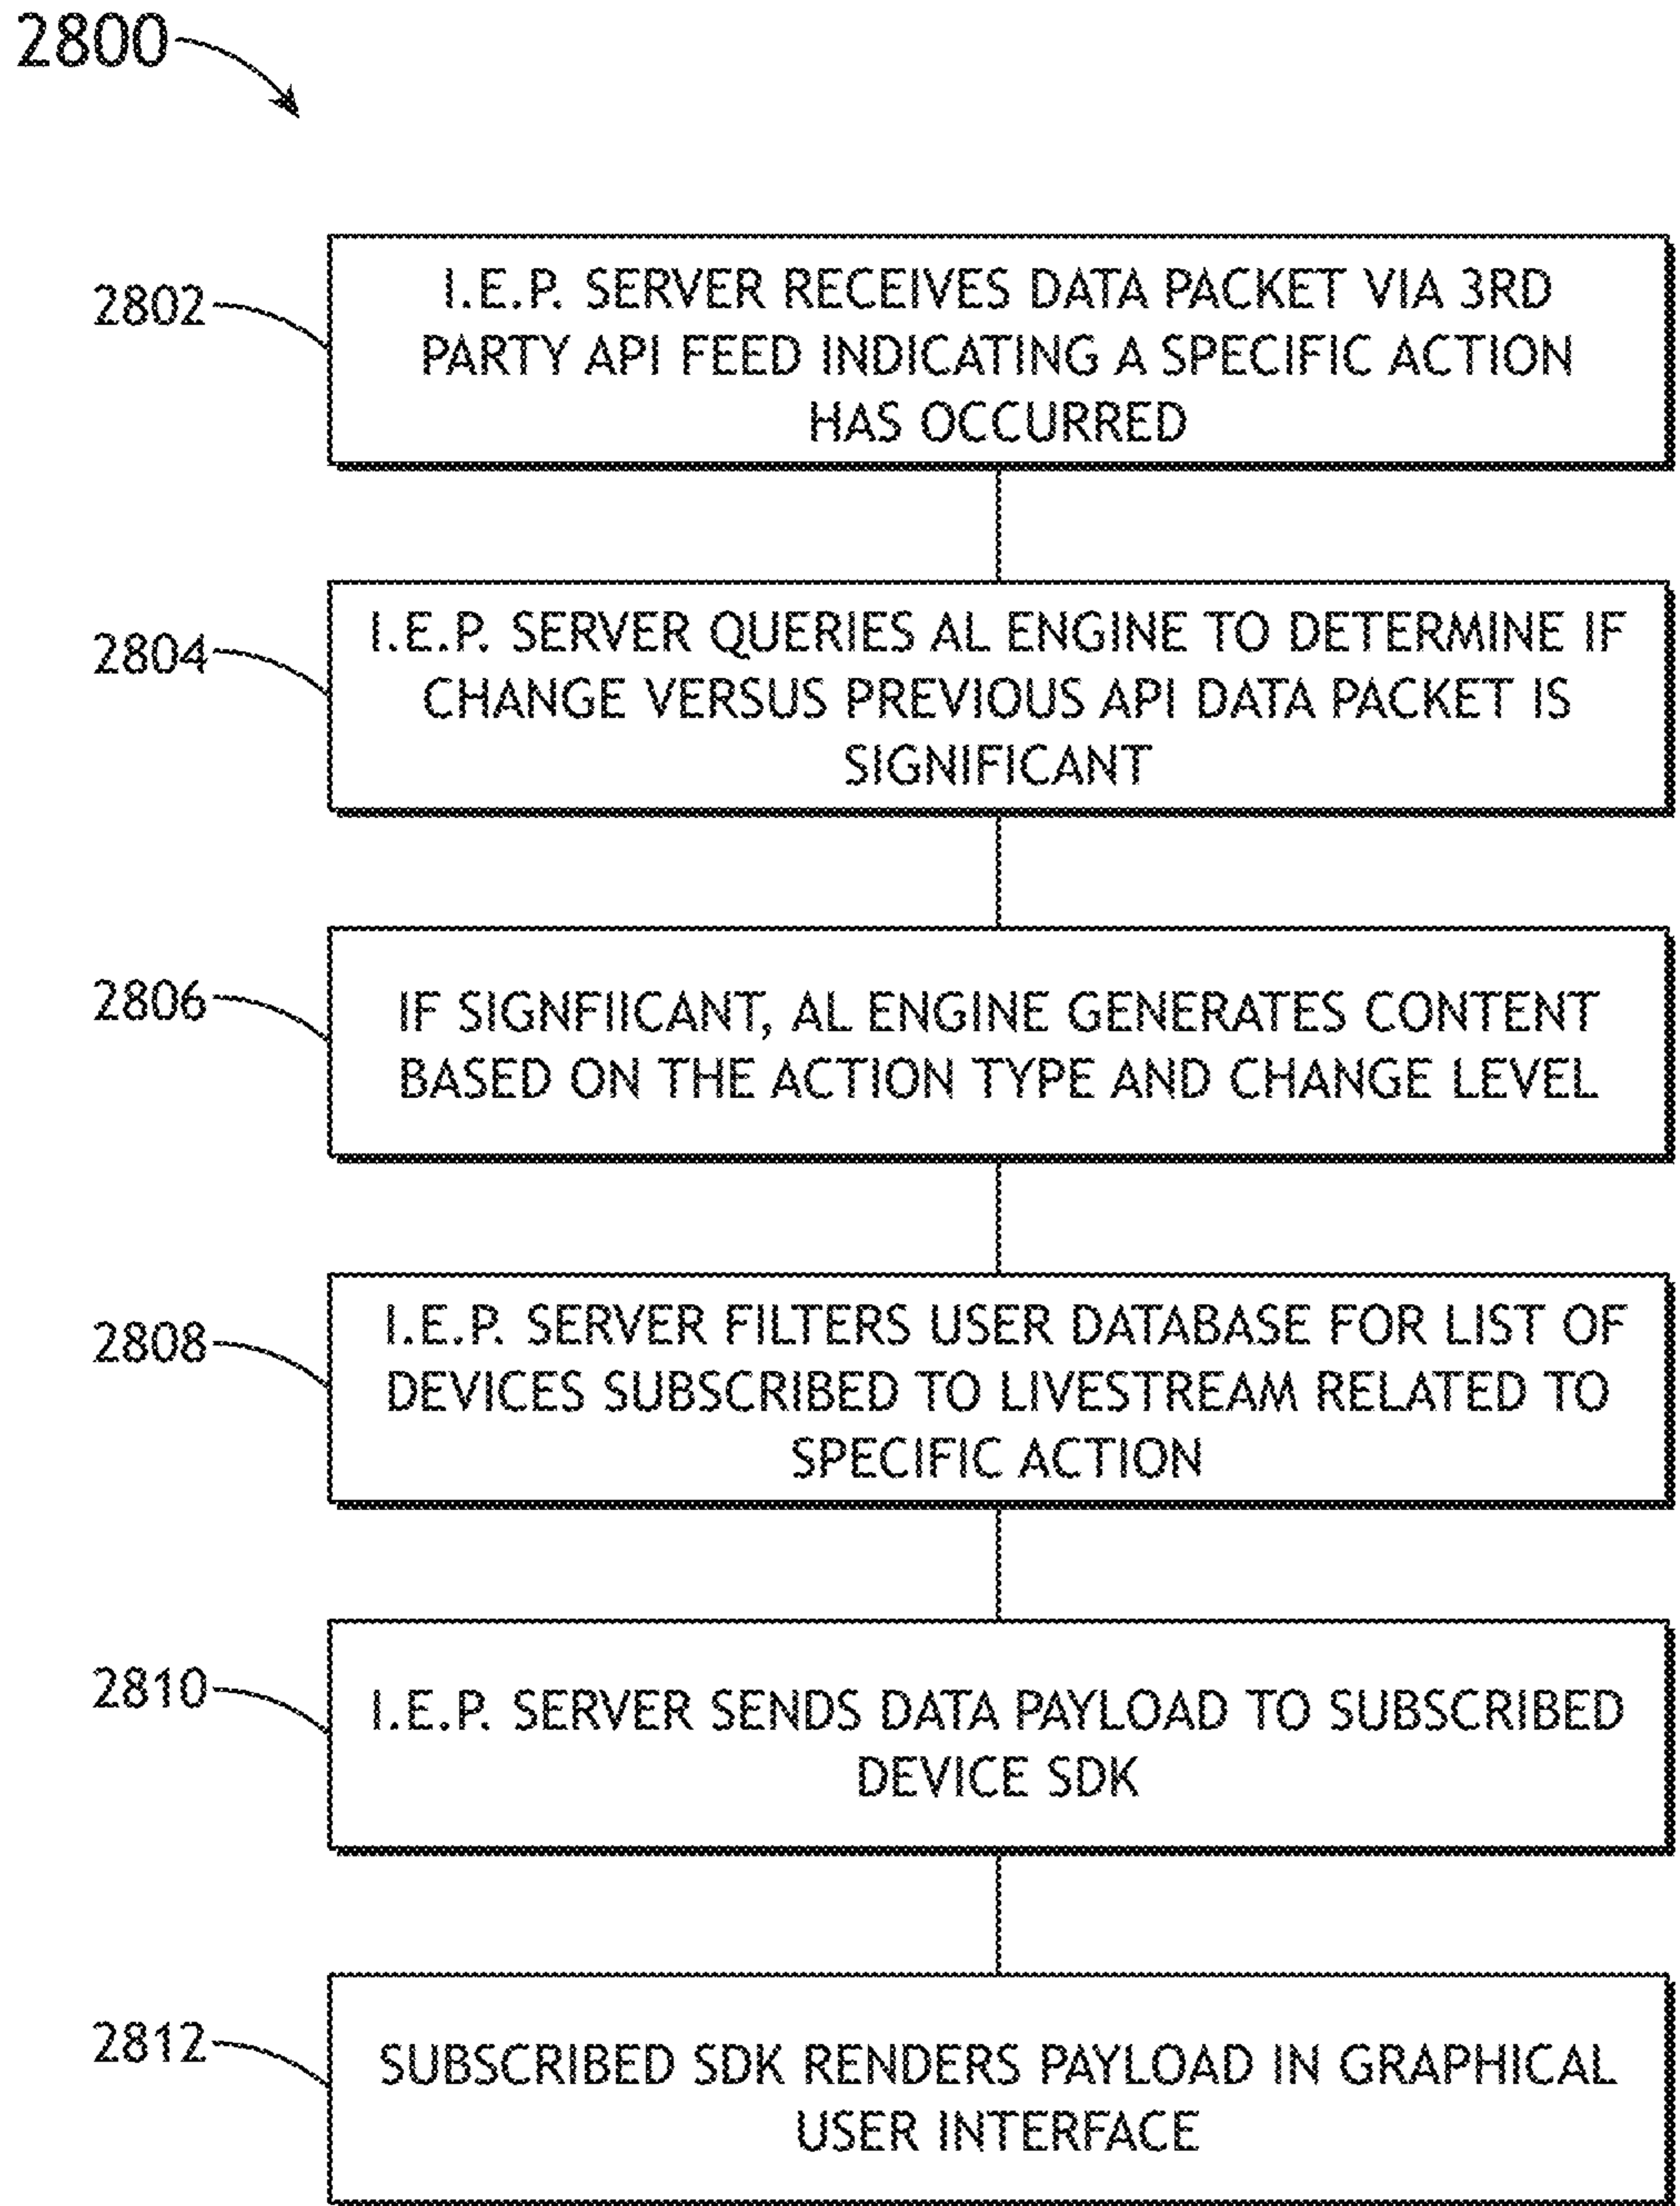 2800
2802
I.E.P. SERVER RECEIVES DATA PACKET VIA 3RD
PARTY API FEED INDICATING A SPECIFIC ACTION
HAS OCCURRED
2804
I.E.P. SERVER QUERIES AL ENGINE TO DETERMINE IF
CHANGE VERSUS PREVIOUS API DATA PACKET IS
SIGNIFICANT
2806
IF SIGNFIICANT, AL ENGINE GENERATES CONTENT
BASED ON THE ACTION TYPE AND CHANGE LEVEL
2808
I.E.P. SERVER FILTERS USER DATABASE FOR LIST OF
DEVICES SUBSCRIBED TO LIVESTREAM RELATED TO
SPECIFIC ACTION
2810
I.E.P. SERVER SENDS DATA PAYLOAD TO SUBSCRIBED
DEVICE SDK
2812
SUBSCRIBED SDK RENDERS PAYLOAD IN GRAPHICAL
USER INTERFACE